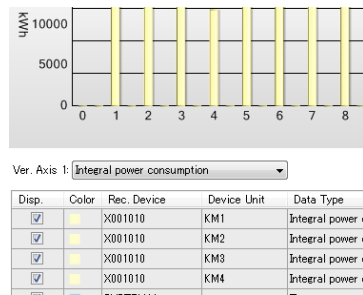 kWh
10000
5000
0
0 1 2 3 4 5 6 7 8
Ver. Axis 1: Integral power consumption
Disp. Color Rec. Device Device Unit Data Type
X001010 KM1 Integral power
X001010 KM2 Integral power
X001010 KM3 Integral power
X001010 KM4 Integral power